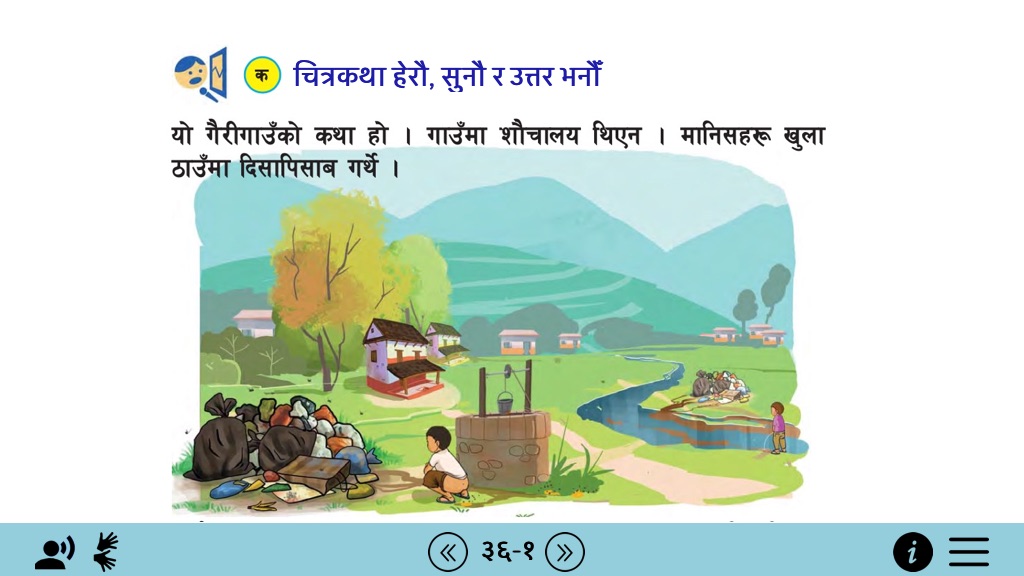 क चित्रकथा हेरौँ, सुनौँ र उत्तर भनौँ
यो गैरीगाउँको कथा हो । गाउँमा शौचालय थिएन । मानिसहरू खुला
ठाउँमा दिसापिसाब गर्थे ।
३६-१